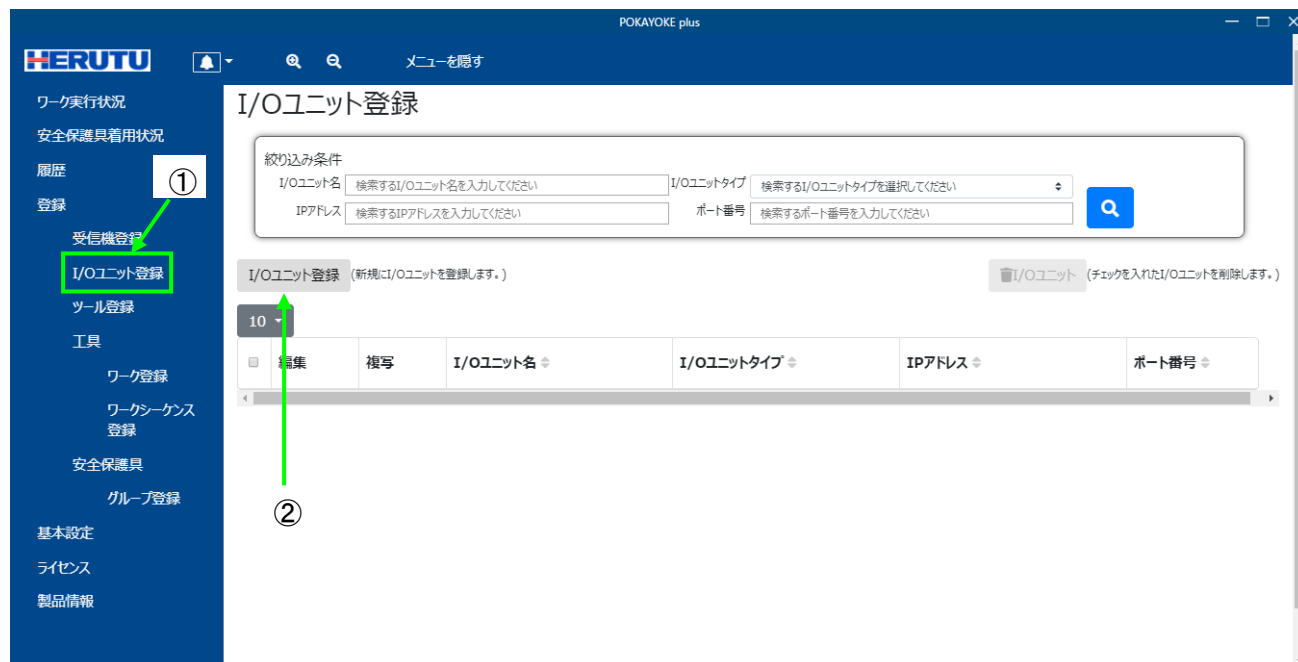 POKAYOKE plus
HERUTU
メニューを隠す
ワーク実行状況
安全保護具着用状況
履歴
登録
受信機登録
I/Oユニット登録
ツール登録
工具
ワーク登録
ワークシーケンス
登録
安全保護具
グループ登録
基本設定
ライセンス
製品情報
①
I/Oユニット登録
絞り込み条件
I/Oユニット名 検索するI/Oユニット名を入力してください I/Oユニットタイプ 検索するI/Oユニットタイプを選択してください
IPアドレス 検索するIPアドレスを入力してください ポート番号 検索するポート番号を入力してください
I/Oユニット登録 (新規にI/Oユニットを登録します。) I/Oユニット (チェックを入れたI/Oユニットを削除します。)
10
編集 複写 I/Oユニット名 I/Oユニットタイプ IPアドレス ポート番号
②